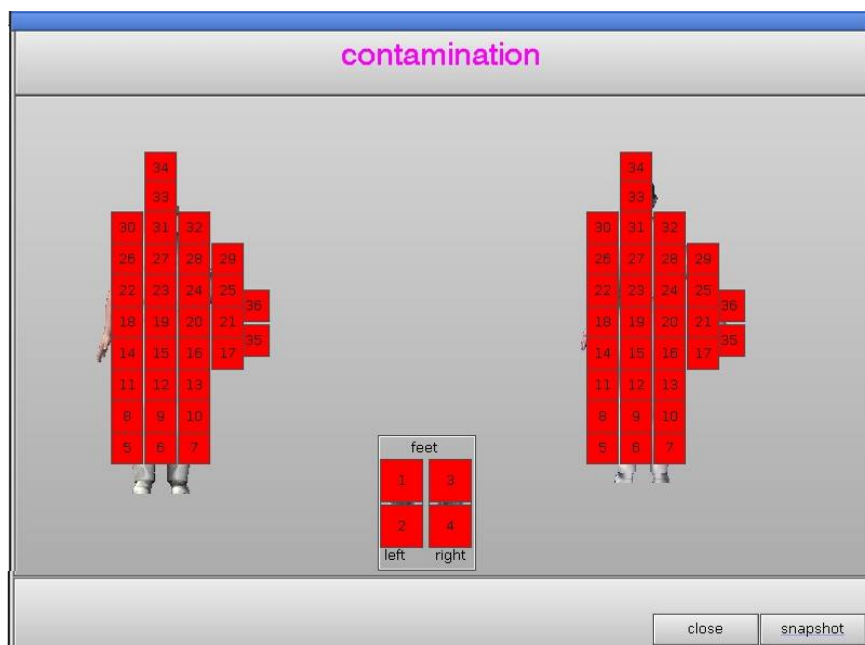 contamination
34 34
33 33
30 31 32 30 31 32
26 27 28 29 26 27 28 29
22 23 24 25 22 23 24 25
36 36
18 19 20 21 18 19 20 21
35 35
14 15 16 17 14 15 16 17
11 12 13 11 12 13
8 9 10 8 9 10
5 6 7 5 6 7
feet
1 3
2 4
left right
close snapshot